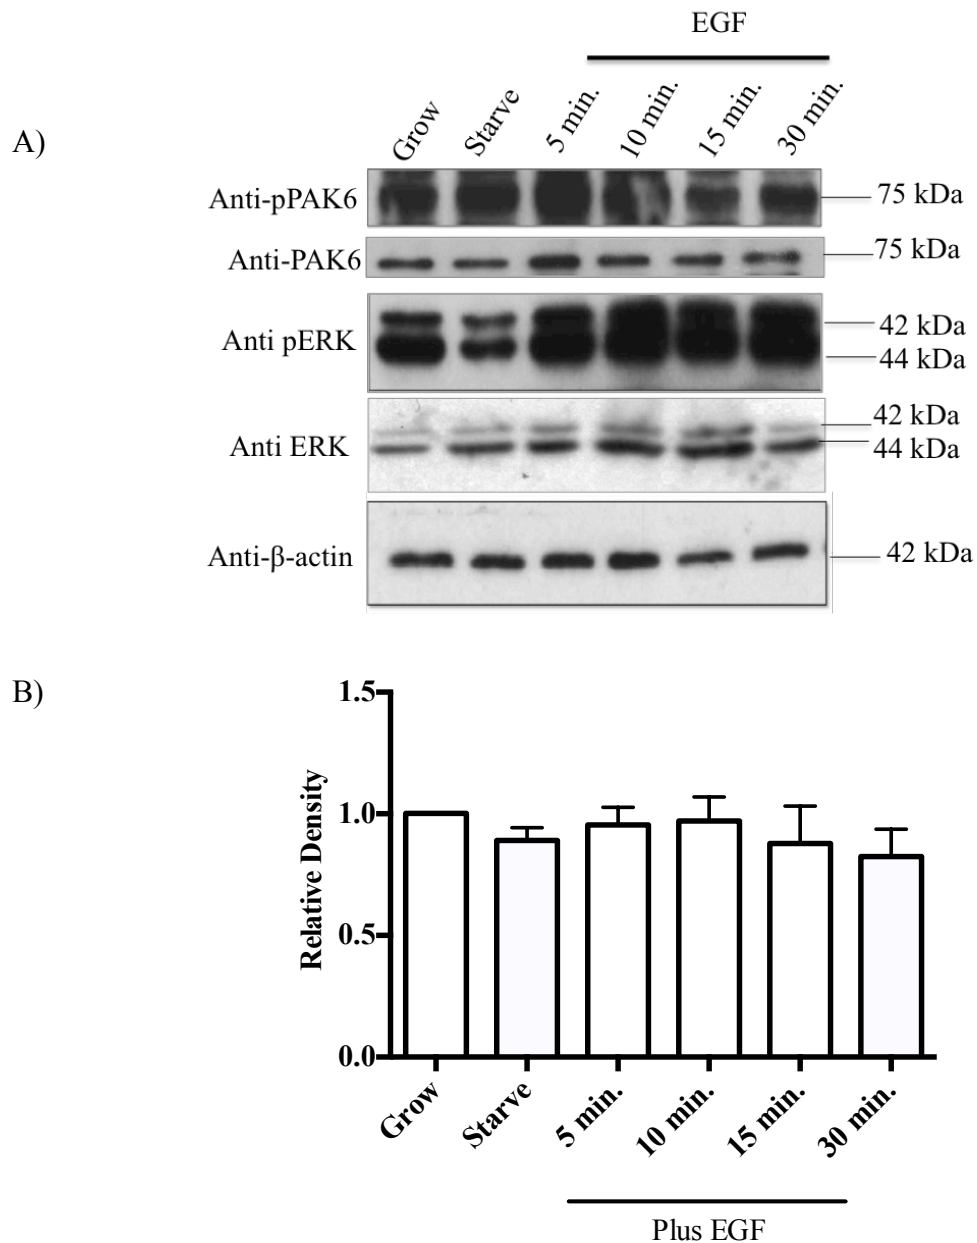 EGF
Grow Starve 5 min. 10 min. 15 min. 30 min.
A)
Anti-pPAK6 75 kDa
Anti-PAK6 75 kDa
Anti pERK 42 kDa
44 kDa
Anti ERK 42 kDa
44 kDa
Anti-β-actin 42 kDa
B)
1.5
1.0
0.5
0.0
Relative Density
Grow Starve 5 min. 10 min. 15 min. 30 min.
Plus EGF